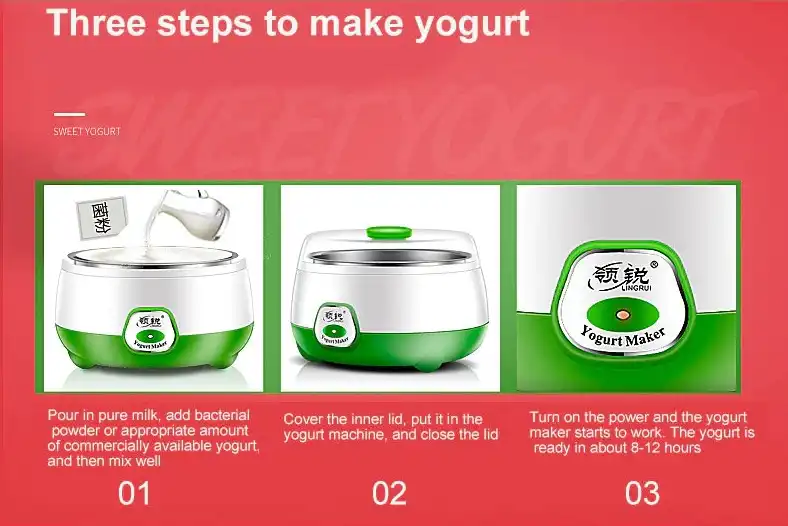 Three steps to make yogurt
SWEET YOGURT
SWEET YOGURT
菌粉
领锐
Yogurt Maker
领锐
Yogurt Maker
领锐®
LINGRUI
Yogurt Maker
Pour in pure milk, add bacterial
powder or appropriate amount
of commercially available yogurt,
and then mix well
Cover the inner lid, put it in the
yogurt machine, and close the lid
Turn on the power and the yogurt
maker starts to work. The yogurt is
ready in about 8-12 hours
01
02
03